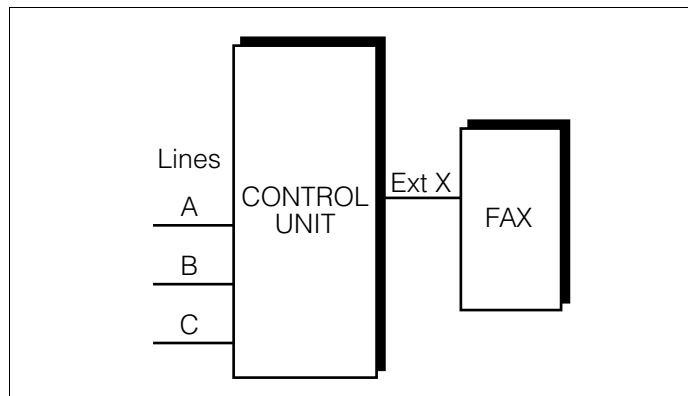 Lines
A
B
C
CONTROL
UNIT
Ext X
FAX